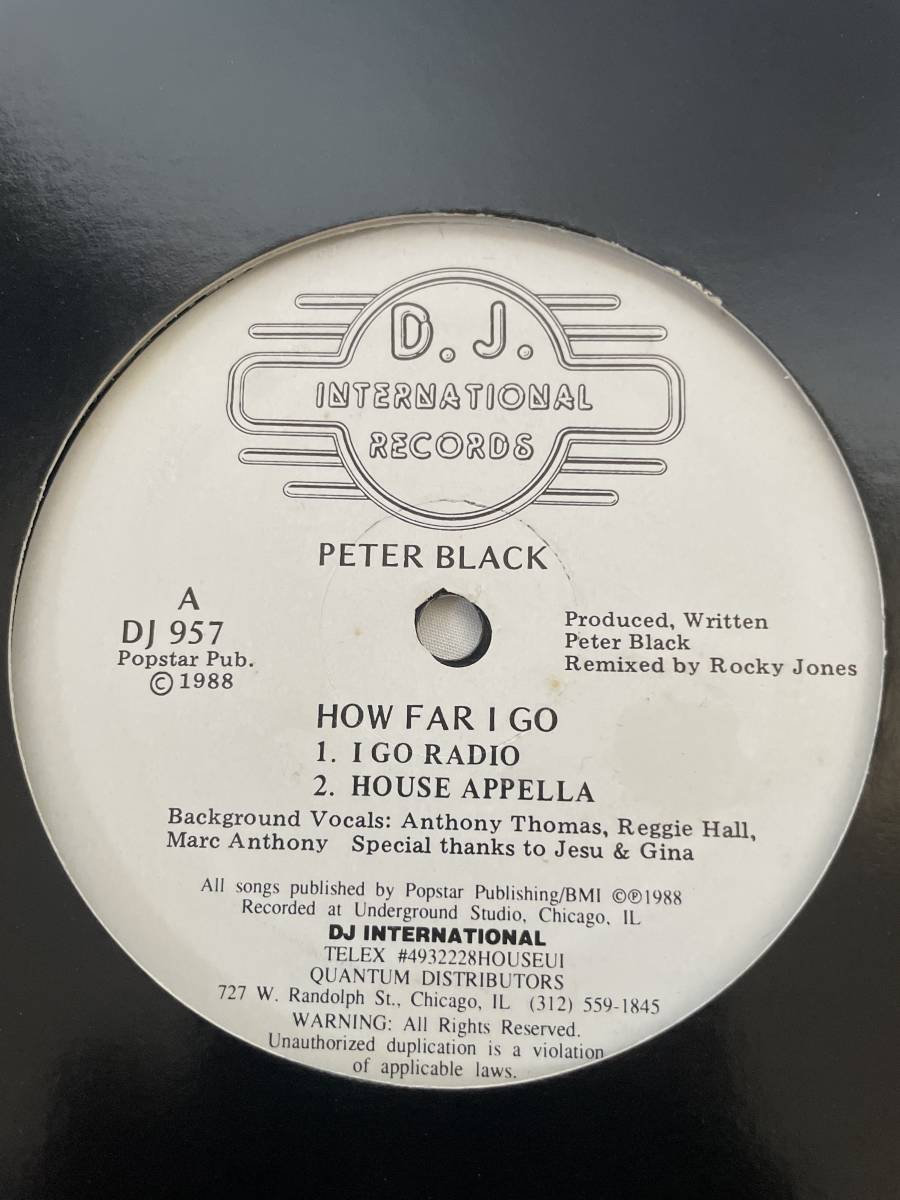 D. J.
INTERNATIONAL
RECORDS
PETER BLACK
A
DJ 957
Popstar Pub.
© 1988
Produced, Written
Peter Black
Remixed by Rocky Jones
HOW FAR I GO
1. I GO RADIO
2. HOUSE APPELLA
Background Vocals: Anthony Thomas, Reggie Hall,
Marc Anthony Special thanks to Jesu & Gina
All songs published by Popstar Publishing/BMI ©℗1988
Recorded at Underground Studio, Chicago, IL
DJ INTERNATIONAL
TELEX #4932228HOUSEUI
QUANTUM DISTRIBUTORS
727 W. Randolph St., Chicago, IL (312) 559-1845
WARNING: All Rights Reserved.
Unauthorized duplication is a violation
of applicable laws.